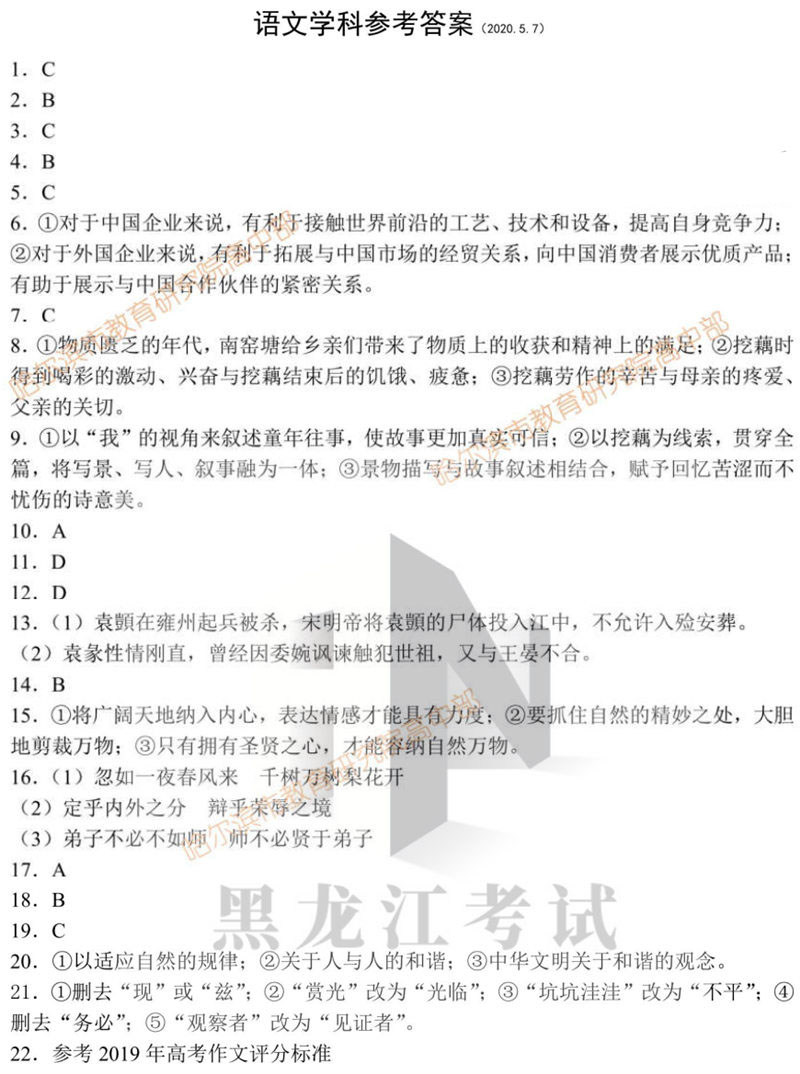 语文学科参考答案(2020.5.7)
1．C
2．B
3．C
4．B
5．C
6．①对于中国企业来说，有利于接触世界前沿的工艺、技术和设备，提高自身竞争力；
②对于外国企业来说，有利于拓展与中国市场的经贸关系，向中国消费者展示优质产品；
有助于展示与中国合作伙伴的紧密关系。
7．C
8．①物质匮乏的年代，南窑塘给乡亲们带来了物质上的收获和精神上的满足；②挖藕时
得到喝彩的激动、兴奋与挖藕结束后的饥饿、疲惫；③挖藕劳作的辛苦与母亲的疼爱、
父亲的关切。
9．①以“我”的视角来叙述童年往事，使故事更加真实可信；②以挖藕为线索，贯穿全
篇，将写景、写人、叙事融为一体；③景物描写与故事叙述相结合，赋予回忆苦涩而不
忧伤的诗意美。
10．A
11．D
12．D
13．（1）袁顗在雍州起兵被杀，宋明帝将袁顗的尸体投入江中，不允许入殓安葬。
（2）袁彖性情刚直，曾经因委婉讽谏触犯世祖，又与王晏不合。
14．B
15．①将广阔天地纳入内心，表达情感才能具有力度；②要抓住自然的精妙之处，大胆
地剪裁万物；③只有拥有圣贤之心，才能容纳自然万物。
16．（1）忽如一夜春风来　千树万树梨花开
（2）定乎内外之分　辩乎荣辱之境
（3）弟子不必不如师　师不必贤于弟子
17．A
18．B
19．C
20．①以适应自然的规律；②关于人与人的和谐；③中华文明关于和谐的观念。
21．①删去“现”或“兹”；②“赏光”改为“光临”；③“坑坑洼洼”改为“不平”；④
删去“务必”；⑤“观察者”改为“见证者”。
22．参考 2019 年高考作文评分标准
哈尔滨市教育研究院高中部
哈尔滨市教育研究院高中部
哈尔滨市教育研究院高中部
黑龙江考试